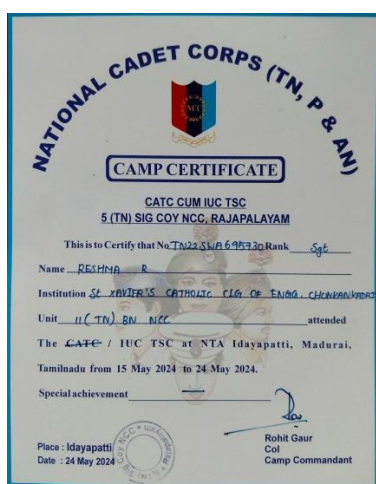 NATIONAL CADET CORPS (TN, P & AN)
NCC
CAMP CERTIFICATE
CATC CUM IUC TSC
5 (TN) SIG COY NCC, RAJAPALAYAM
This is to Certify that No TN22SWA695730 Rank Sgt
Name RESHMA R
Institution St XAVIER'S CATHOLIC CLG OF ENGG, CHUNKANKADAI
Unit 11(TN) BN NCC attended
The CATC / IUC TSC at NTA Idayapatti, Madurai,
Tamilnadu from 15 May 2024 to 24 May 2024.
Special achievement —
Place : Idayapatti
Date : 24 May 2024
Rohit Gaur
Col
Camp Commandant